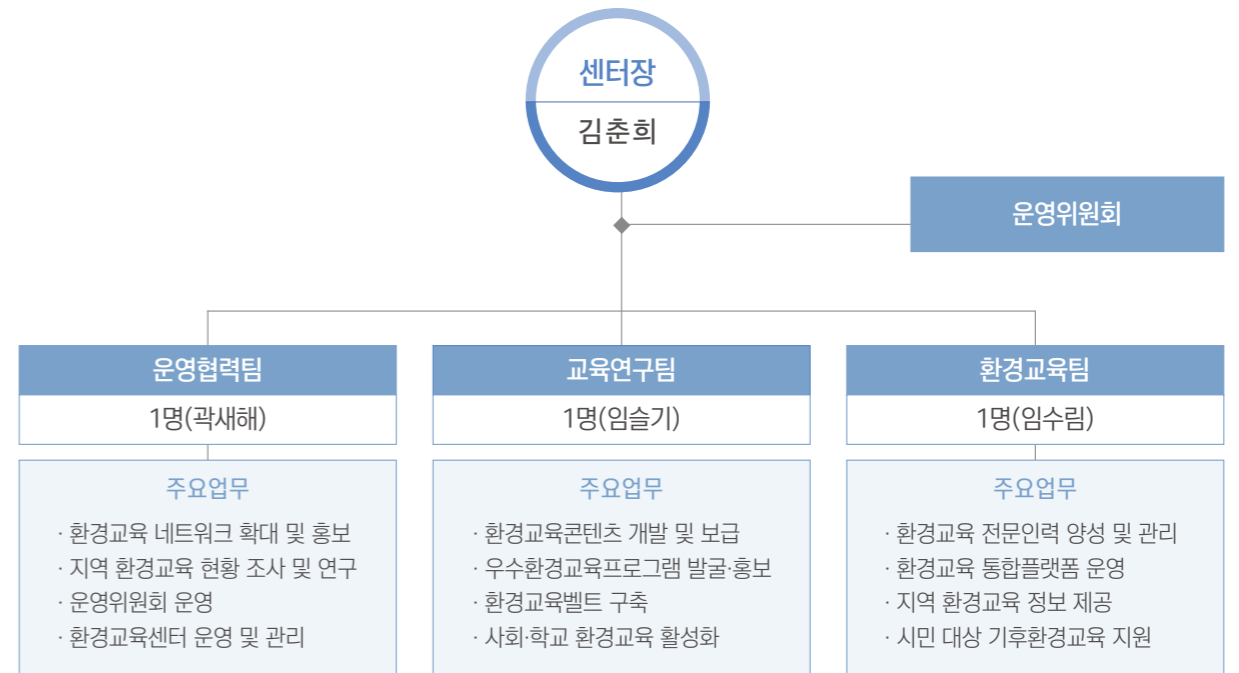 센터장
김춘희
운영위원회
운영협력팀
1명(곽새해)
주요업무
· 환경교육 네트워크 확대 및 홍보
· 지역 환경교육 현황 조사 및 연구
· 운영위원회 운영
· 환경교육센터 운영 및 관리
교육연구팀
1명(임슬기)
주요업무
· 환경교육콘텐츠 개발 및 보급
· 우수환경교육프로그램 발굴·홍보
· 환경교육벨트 구축
· 사회·학교 환경교육 활성화
환경교육팀
1명(임수림)
주요업무
· 환경교육 전문인력 양성 및 관리
· 환경교육 통합플랫폼 운영
· 지역 환경교육 정보 제공
· 시민 대상 기후환경교육 지원